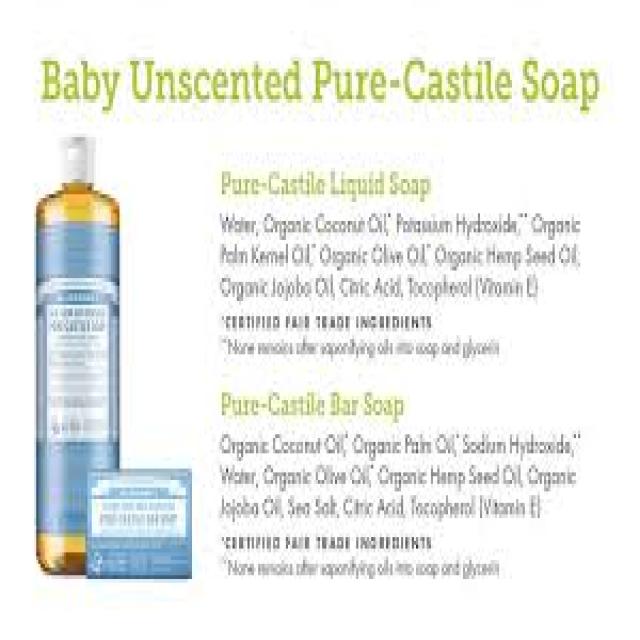 Baby Unscented Pure-Castile Soap
Pure-Castile Liquid Soap
Water, Organic Coconut Oil,* Potassium Hydroxide,** Organic
Palm Kernel Oil,* Organic Olive Oil,* Organic Hemp Seed Oil,
Organic Jojoba Oil, Citric Acid, Tocopherol (Vitamin E)
*CERTIFIED FAIR TRADE INGREDIENTS
**None remains after saponifying oils into soap and glycerin
Pure-Castile Bar Soap
Organic Coconut Oil,* Organic Palm Oil,* Sodium Hydroxide,**
Water, Organic Olive Oil,* Organic Hemp Seed Oil, Organic
Jojoba Oil, Sea Salt, Citric Acid, Tocopherol (Vitamin E)
*CERTIFIED FAIR TRADE INGREDIENTS
**None remains after saponifying oils into soap and glycerin